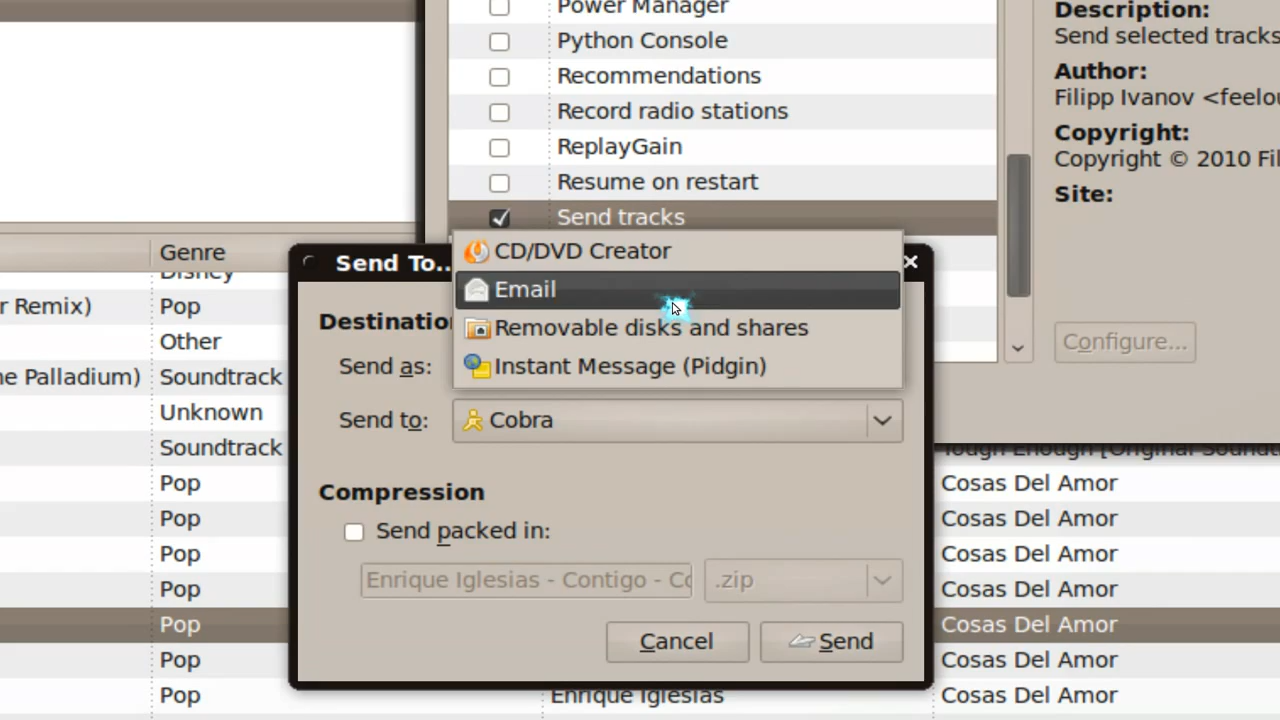 Power Manager
Python Console
Recommendations
Record radio stations
ReplayGain
Resume on restart
Send tracks
Description:
Send selected tracks
Author:
Filipp Ivanov <feelou
Copyright:
Copyright © 2010 Fil
Site:
Configure...
Send To..
CD/DVD Creator
Email
Removable disks and shares
Instant Message (Pidgin)
Destination
Send as:
Send to:
Cobra
Compression
Send packed in:
Enrique Iglesias - Contigo - Co
.zip
Cancel
Send
Genre
Disney
r Remix) Pop
Other
ne Palladium) Soundtrack
Unknown
Soundtrack Tough Enough [Original Soundt
Pop Cosas Del Amor
Pop Cosas Del Amor
Pop Cosas Del Amor
Pop Cosas Del Amor
Pop Cosas Del Amor
Pop Cosas Del Amor
Pop Enrique Iglesias Cosas Del Amor